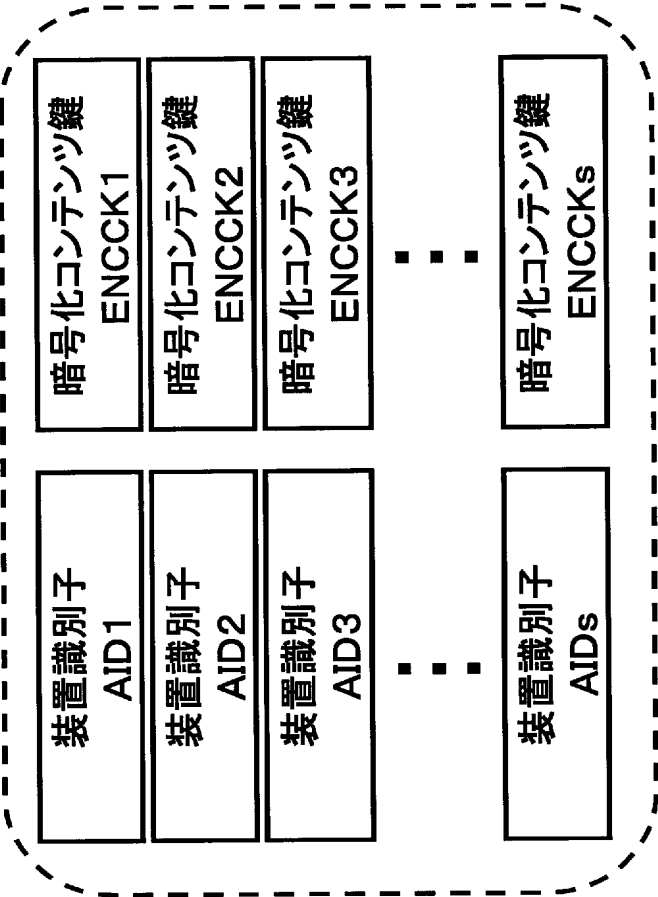 装置識別子
AID1
暗号化コンテンツ鍵
ENCCK1
装置識別子
AID2
暗号化コンテンツ鍵
ENCCK2
装置識別子
AID3
暗号化コンテンツ鍵
ENCCK3
装置識別子
AIDs
暗号化コンテンツ鍵
ENCCKs